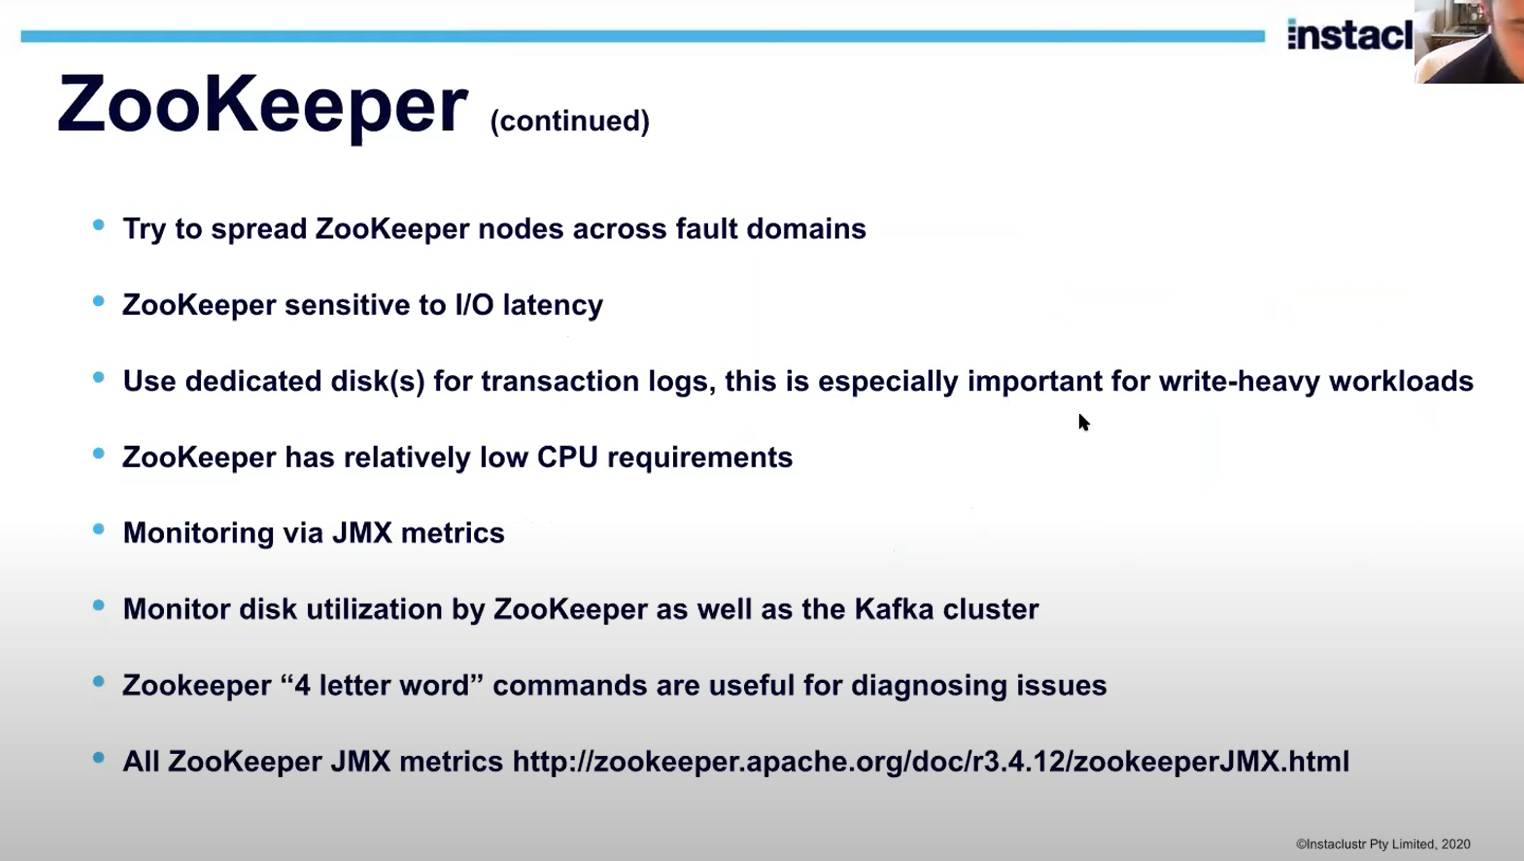 instacl
ZooKeeper (continued)
• Try to spread ZooKeeper nodes across fault domains
• ZooKeeper sensitive to I/O latency
• Use dedicated disk(s) for transaction logs, this is especially important for write-heavy workloads
• ZooKeeper has relatively low CPU requirements
• Monitoring via JMX metrics
• Monitor disk utilization by ZooKeeper as well as the Kafka cluster
• Zookeeper “4 letter word” commands are useful for diagnosing issues
• All ZooKeeper JMX metrics http://zookeeper.apache.org/doc/r3.4.12/zookeeperJMX.html
©Instaclustr Pty Limited, 2020